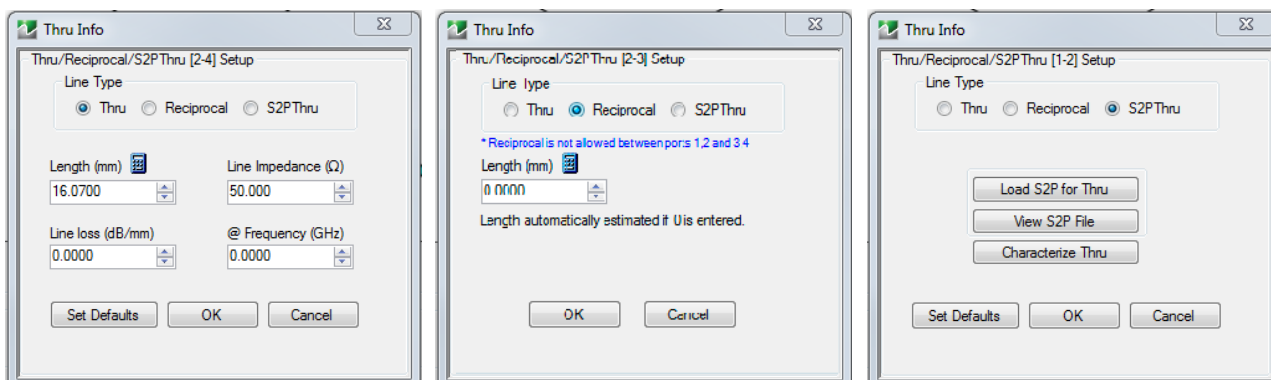 Thru Info
Thru/Reciprocal/S2PThru [2-4] Setup
Line Type
Thru Reciprocal S2PThru
Length (mm) Line Impedance (Ω)
16.0700 50.000
Line loss (dB/mm) @ Frequency (GHz)
0.0000 0.0000
Set Defaults OK Cancel
Thru Info
Thru/Reciprocal/S2PThru [2-3] Setup
Line Type
Thru Reciprocal S2PThru
* Reciprocal is not allowed between ports 1,2 and 3 4
Length (mm)
0.0000
Length automatically estimated if 0 is entered.
OK Cancel
Thru Info
Thru/Reciprocal/S2PThru [1-2] Setup
Line Type
Thru Reciprocal S2PThru
Load S2P for Thru
View S2P File
Characterize Thru
Set Defaults OK Cancel